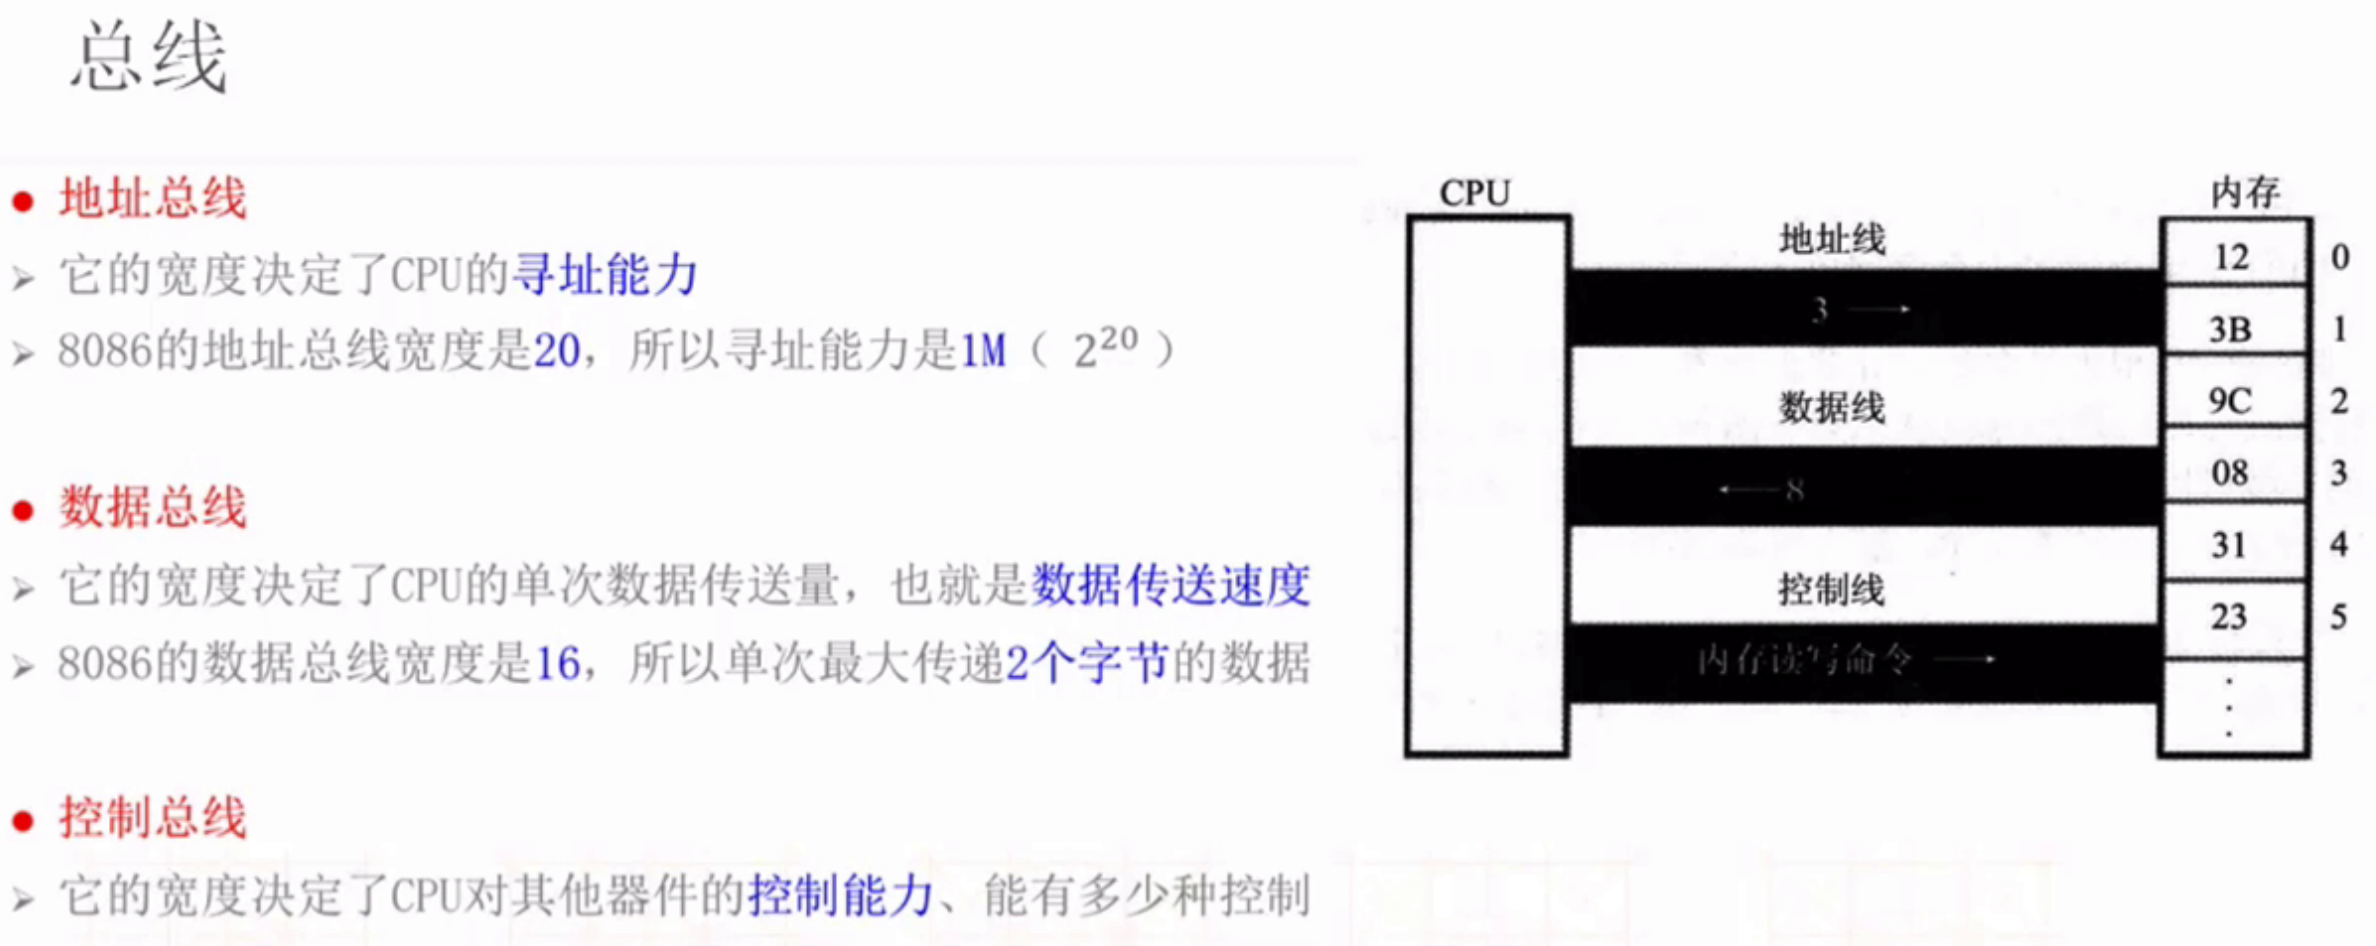 总线
● 地址总线
➢ 它的宽度决定了CPU的寻址能力
➢ 8086的地址总线宽度是20，所以寻址能力是1M（ 2²⁰ ）
● 数据总线
➢ 它的宽度决定了CPU的单次数据传送量，也就是数据传送速度
➢ 8086的数据总线宽度是16，所以单次最大传递2个字节的数据
● 控制总线
➢ 它的宽度决定了CPU对其他器件的控制能力、能有多少种控制
CPU
内存
地址线
3 →
数据线
←8
控制线
内存读写命令 →
12 0
3B 1
9C 2
08 3
31 4
23 5